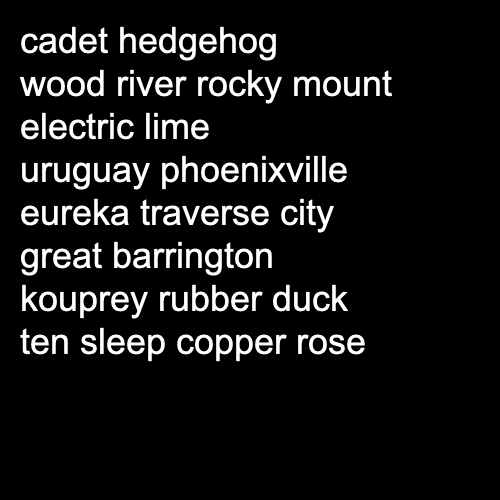 cadet hedgehog
wood river rocky mount
electric lime
uruguay phoenixville
eureka traverse city
great barrington
kouprey rubber duck
ten sleep copper rose